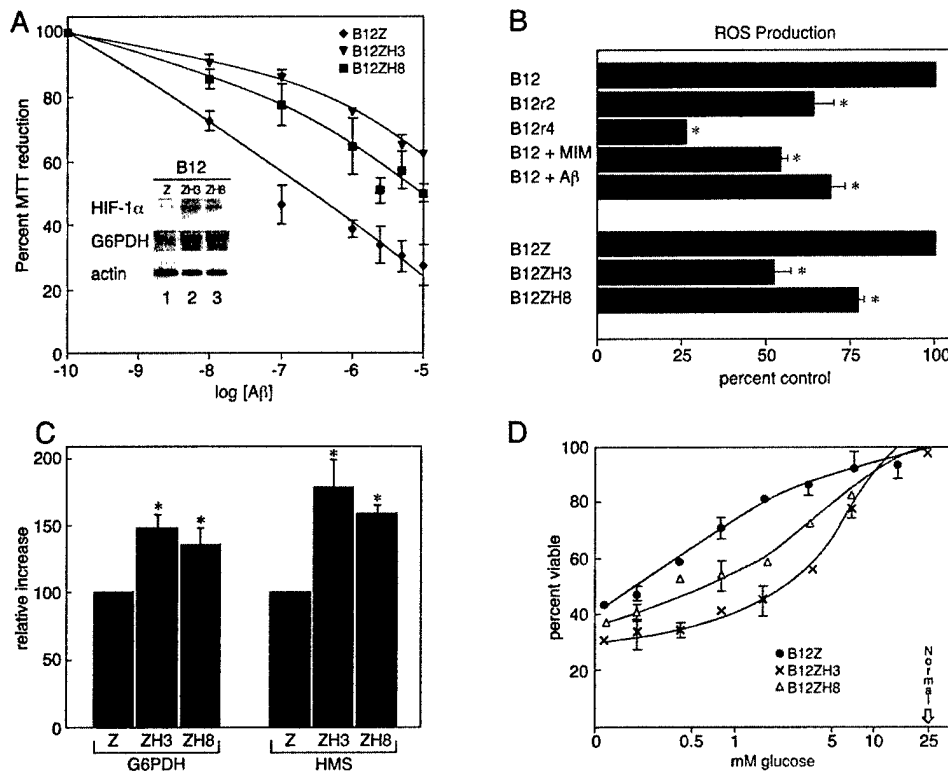 A
B12Z
B12ZH3
B12ZH8
100
80
60
40
20
0
Percent MTT reduction
B12
Z ZH3 ZH8
HIF-1α
G6PDH
actin
1 2 3
-10 -9 -8 -7 -6 -5
log [Aβ]
B
ROS Production
B12
B12r2
*
B12r4
*
B12 + MIM
*
B12 + Aβ
*
B12Z
B12ZH3
*
B12ZH8
*
0 25 50 75 100
percent control
C
200
150
100
50
0
relative increase
* * * *
Z ZH3 ZH8 Z ZH3 ZH8
G6PDH HMS
D
100
80
60
40
20
percent viable
B12Z
B12ZH3
B12ZH8
Normal
0 0.5 1 5 10 25
mM glucose